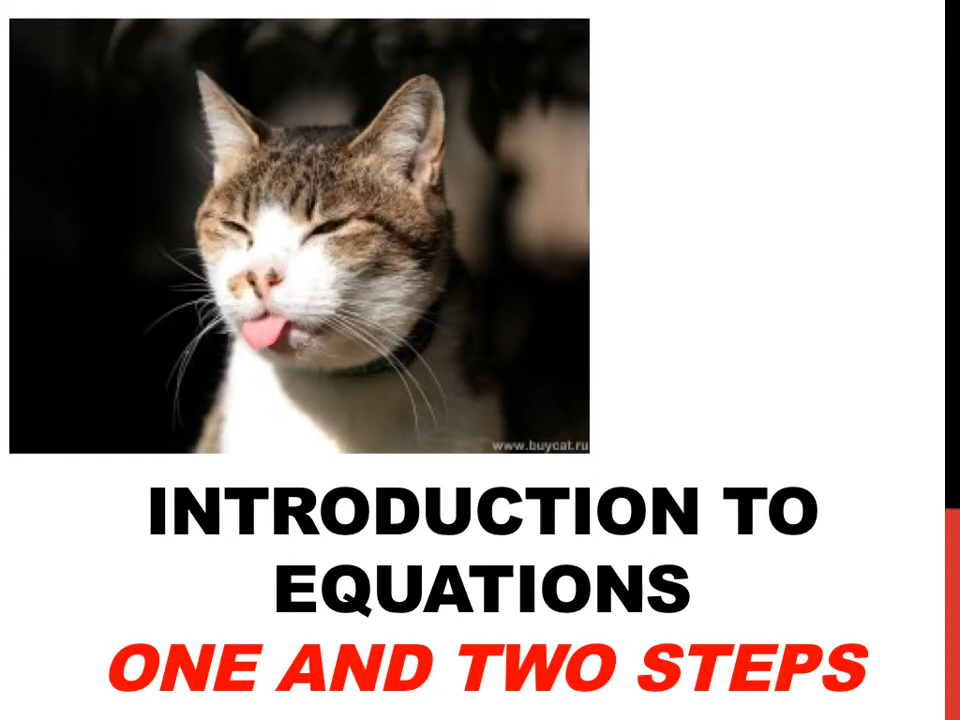 www.buycat.ru
INTRODUCTION TO
EQUATIONS
ONE AND TWO STEPS